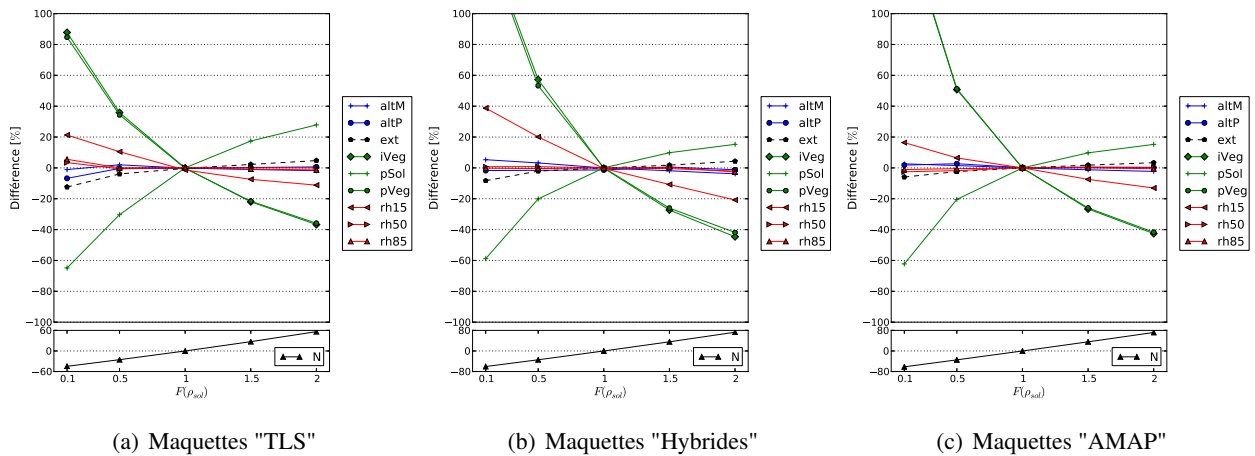 100
80
60
40
20
0
−20
−40
−60
−80
−100
Différence [%]
altM
altP
ext
iVeg
pSol
pVeg
rh15
rh50
rh85
60
0
−60
N
0.1 0.5 1 1.5 2
F(ρsol)
(a) Maquettes "TLS"
100
80
60
40
20
0
−20
−40
−60
−80
−100
Différence [%]
altM
altP
ext
iVeg
pSol
pVeg
rh15
rh50
rh85
80
0
−80
N
0.1 0.5 1 1.5 2
F(ρsol)
(b) Maquettes "Hybrides"
100
80
60
40
20
0
−20
−40
−60
−80
−100
Différence [%]
altM
altP
ext
iVeg
pSol
pVeg
rh15
rh50
rh85
80
0
−80
N
0.1 0.5 1 1.5 2
F(ρsol)
(c) Maquettes "AMAP"